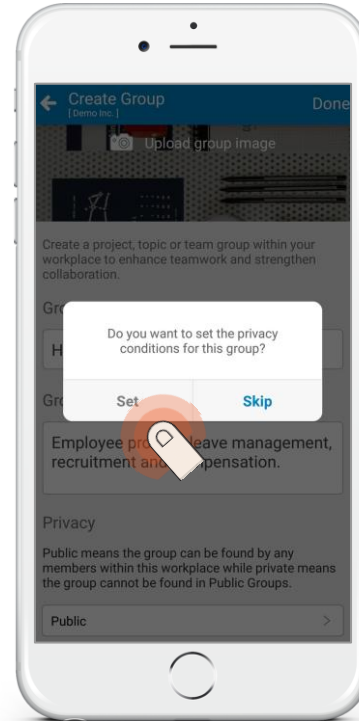 Create Group
[ Demo Inc. ]
Done
Upload group image
Create a project, topic or team group within your
workplace to enhance teamwork and strengthen
collaboration.
Do you want to set the privacy
conditions for this group?
Set
Skip
Employee leave management,
recruitment and
Privacy
Public means the group can be found by any
members within this workplace while private means
the group cannot be found in Public Groups.
Public